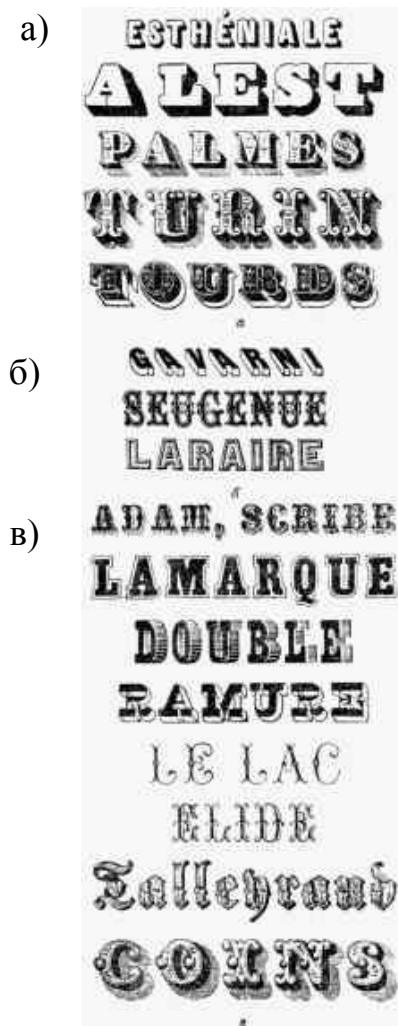 а)
ESTHÉNIALE
ALEST
PALMES
TURIN
TOURDS
а
б)
GAVARNI
SEUGENUE
LARAIRE
б
в)
ADAM, SCRIBE
LAMARQUE
DOUBLE
RAMURE
LE LAC
ELIDE
Talleyrand
COINS